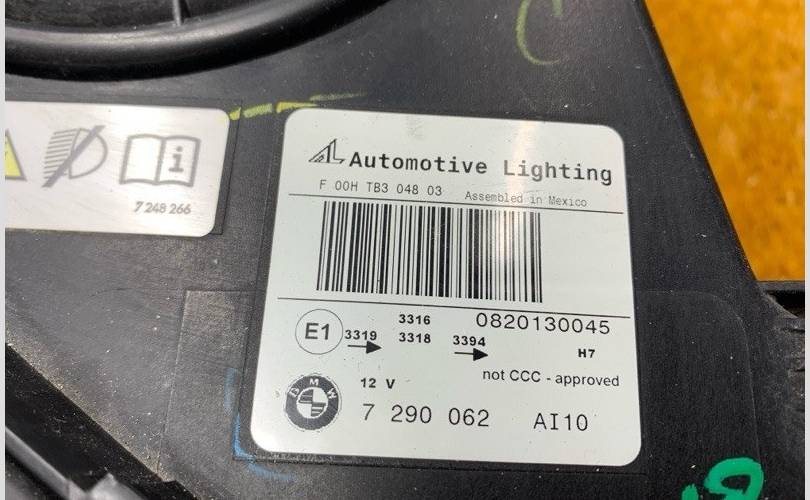 7 248 266
AL Automotive Lighting
F 00H TB3 048 03 Assembled in Mexico
3316 0820130045
E1 3319 3318 3394 H7
not CCC - approved
BMW 12 V
7 290 062 AI10